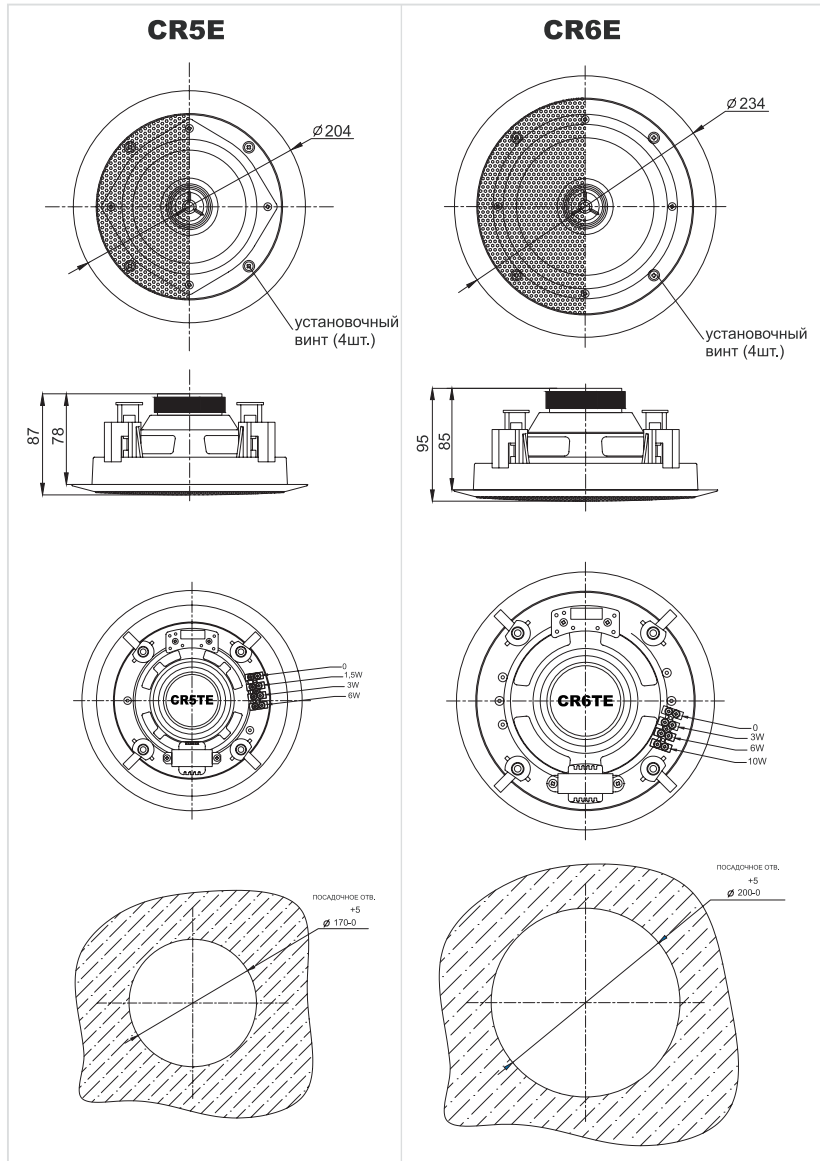 CR5E
Ø 204
установочный
винт (4шт.)
87
78
0
1,5W
3W
6W
CR5TE
ПОСАДОЧНОЕ ОТВ.
+5
Ø 170-0
CR6E
Ø 234
установочный
винт (4шт.)
95
85
0
3W
6W
10W
CR6TE
ПОСАДОЧНОЕ ОТВ.
+5
Ø 200-0